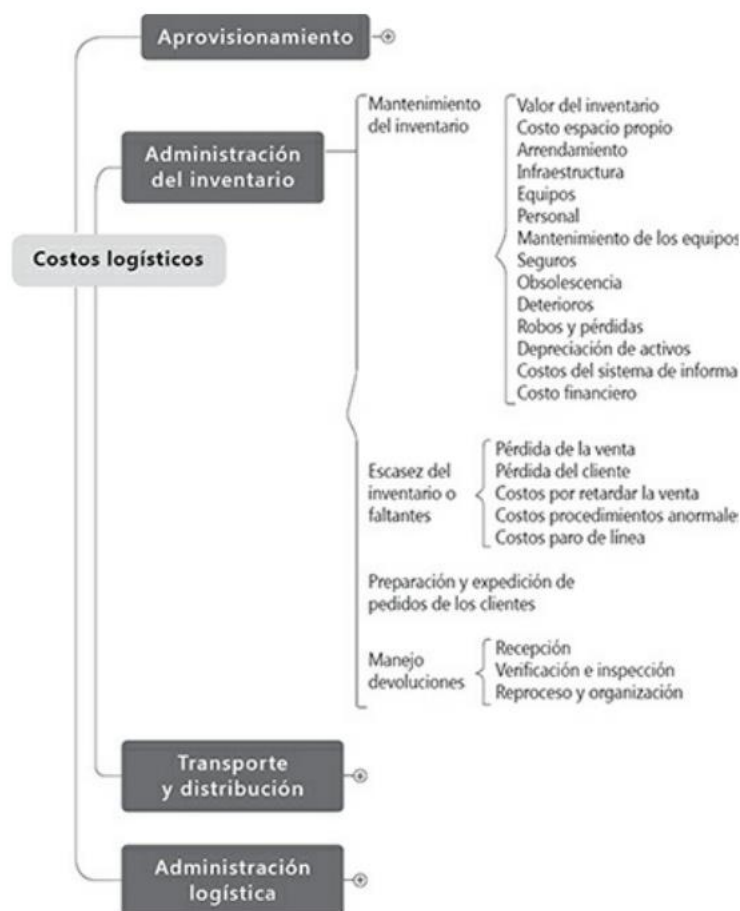 Aprovisionamiento
Administración
del inventario
Costos logísticos
Mantenimiento
del inventario
Valor del inventario
Costo espacio propio
Arrendamiento
Infraestructura
Equipos
Personal
Mantenimiento de los equipos
Seguros
Obsolescencia
Deterioros
Robos y pérdidas
Depreciación de activos
Costos del sistema de informa
Costo financiero
Escasez del
inventario o
faltantes
Pérdida de la venta
Pérdida del cliente
Costos por retardar la venta
Costos procedimientos anormale
Costos paro de línea
Preparación y expedición de
pedidos de los clientes
Manejo
devoluciones
Recepción
Verificación e inspección
Reproceso y organización
Transporte
y distribución
Administración
logística